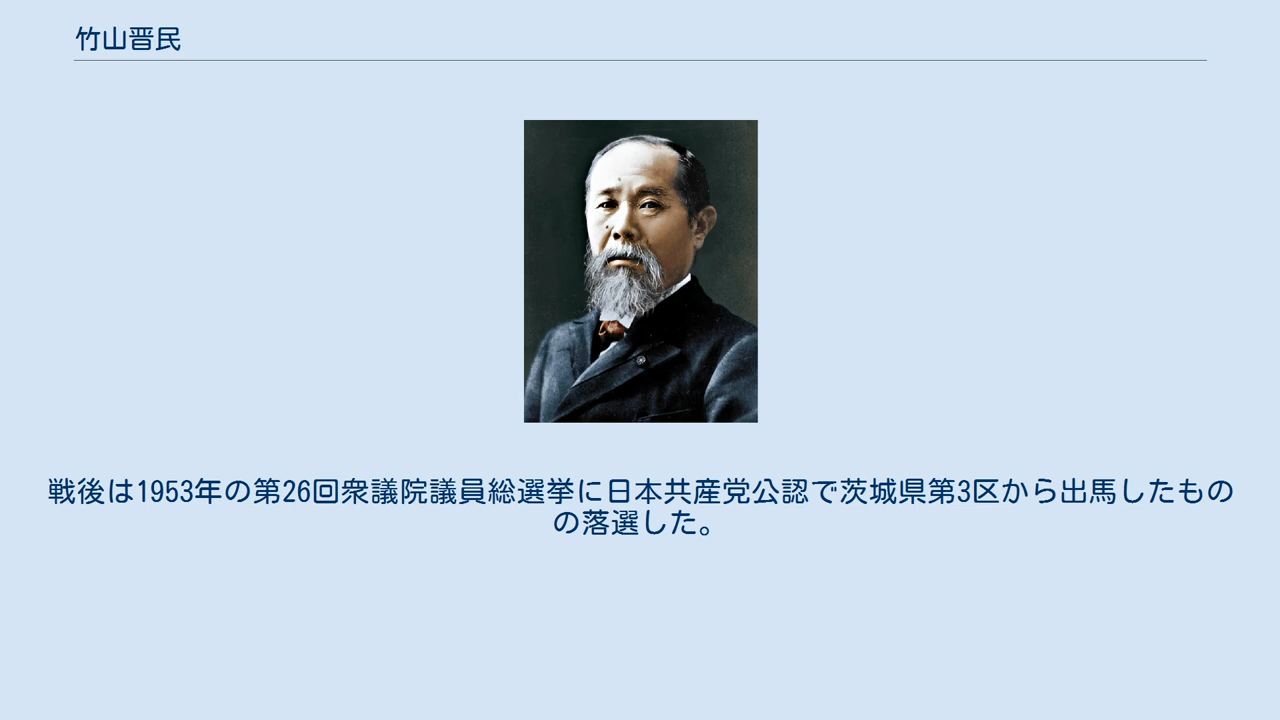 竹山晋民
戦後は1953年の第26回衆議院議員総選挙に日本共産党公認で茨城県第3区から出馬したもの
の落選した。